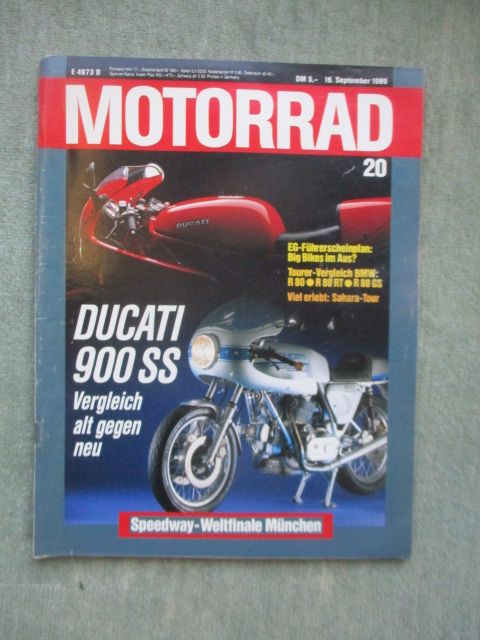 E 4973 D
DM 5,- 16. September 1989
MOTORRAD
20
DUCATI
EG-Führerscheinplan:
Big Bikes im Aus?
Tourer-Vergleich BMW:
R 80 ● R 80 RT ● R 80 GS
Viel erlebt: Sahara-Tour
DUCATI
900 SS
Vergleich
alt gegen
neu
Speedway-Weltfinale München